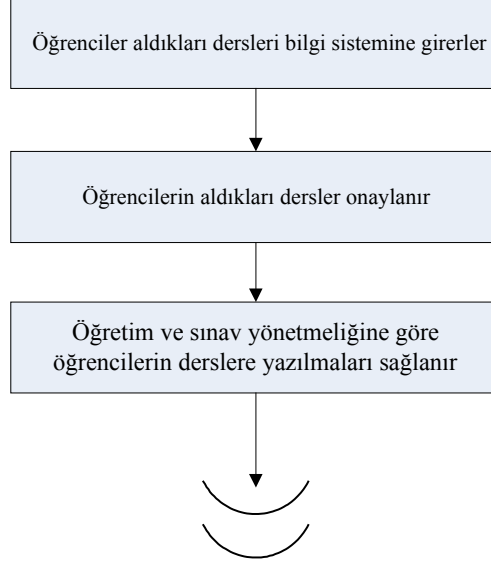 Öğrenciler aldıkları dersleri bilgi sistemine girerler
Öğrencilerin aldıkları dersler onaylanır
Öğretim ve sınav yönetmeliğine göre
öğrencilerin derslere yazılmaları sağlanır